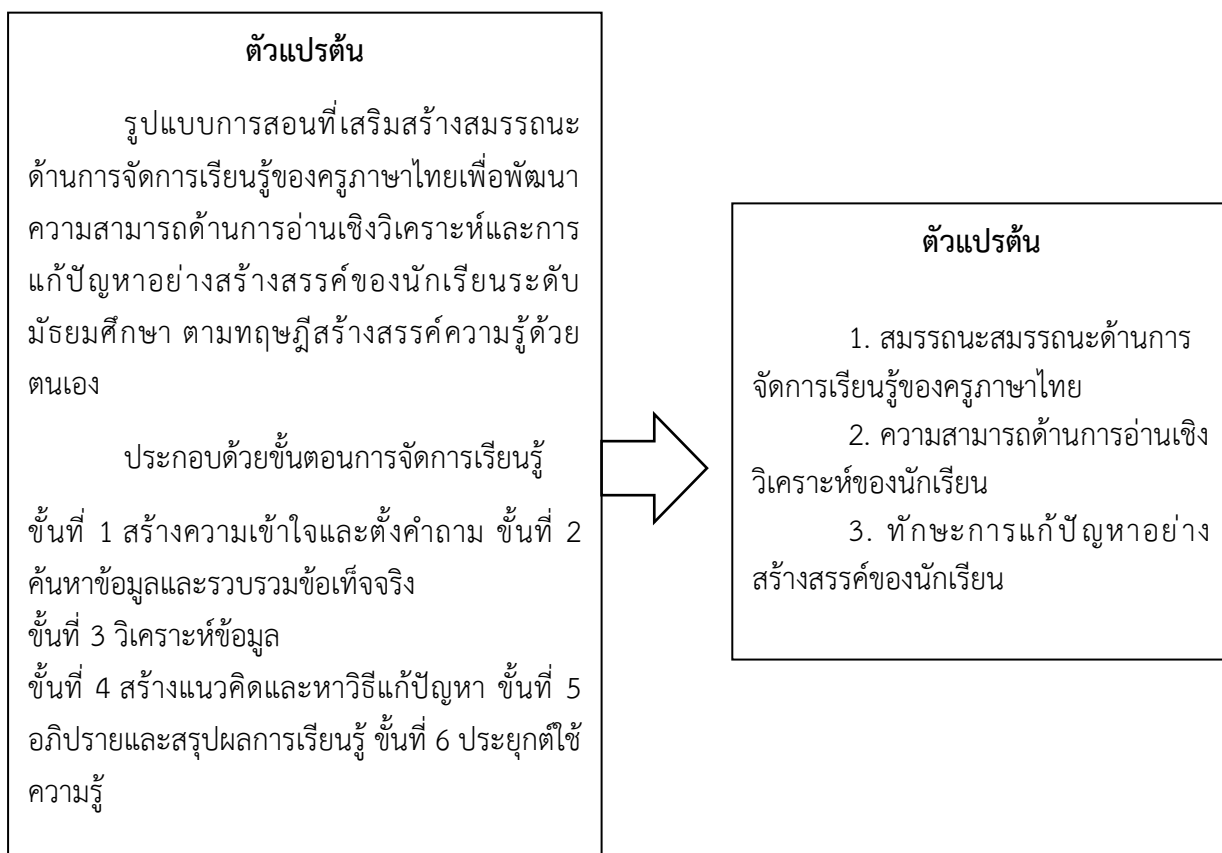 ตัวแปรต้น
รูปแบบการสอนที่เสริมสร้างสมรรถนะ
ด้านการจัดการเรียนรู้ของครูภาษาไทยเพื่อพัฒนา
ความสามารถด้านการอ่านเชิงวิเคราะห์และการ
แก้ปัญหาอย่างสร้างสรรค์ของนักเรียนระดับ
มัธยมศึกษา ตามทฤษฎีสร้างสรรค์ความรู้ด้วย
ตนเอง
ประกอบด้วยขั้นตอนการจัดการเรียนรู้
ขั้นที่ 1 สร้างความเข้าใจและตั้งคำถาม ขั้นที่ 2
ค้นหาข้อมูลและรวบรวมข้อเท็จจริง
ขั้นที่ 3 วิเคราะห์ข้อมูล
ขั้นที่ 4 สร้างแนวคิดและหาวิธีแก้ปัญหา ขั้นที่ 5
อภิปรายและสรุปผลการเรียนรู้ ขั้นที่ 6 ประยุกต์ใช้
ความรู้
ตัวแปรต้น
1. สมรรถนะสมรรถนะด้านการ
จัดการเรียนรู้ของครูภาษาไทย
2. ความสามารถด้านการอ่านเชิง
วิเคราะห์ของนักเรียน
3. ทักษะการแก้ปัญหาอย่าง
สร้างสรรค์ของนักเรียน